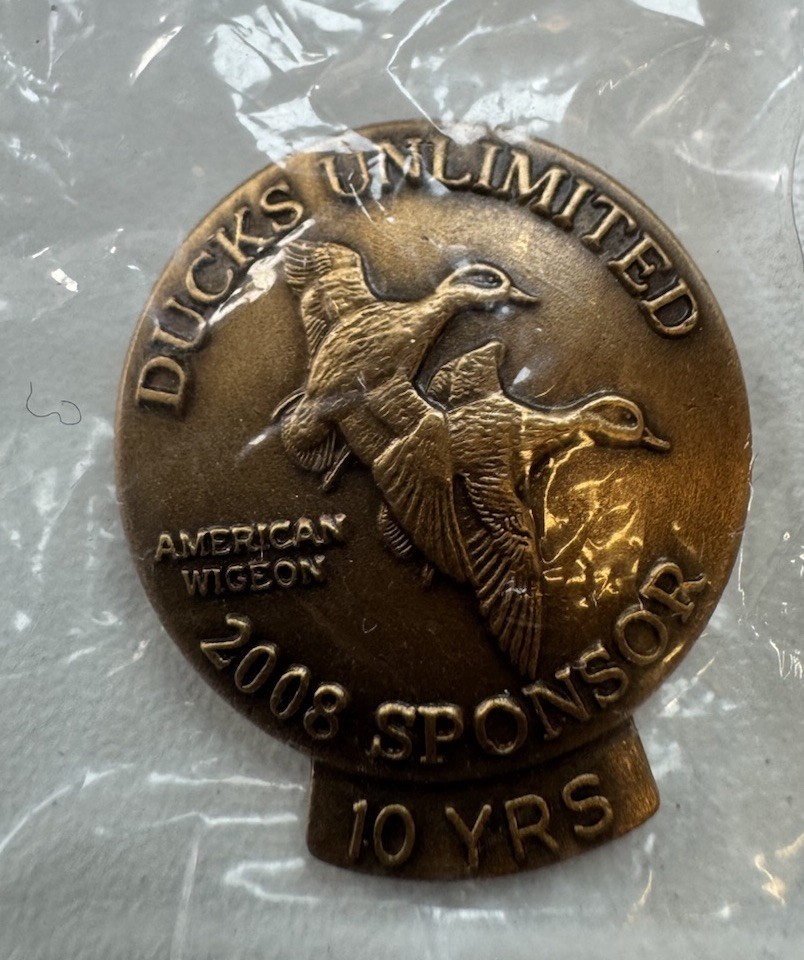 DUCKS UNLIMITED
AMERICAN
WIGEON
2008 SPONSOR
10 YRS